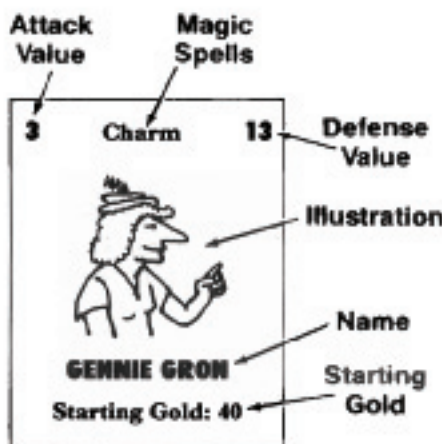 Attack
Value
Magic
Spells
3 Charm 13
Defense
Value
Illustration
Name
GENNIE GRON
Starting
Gold
Starting Gold: 40